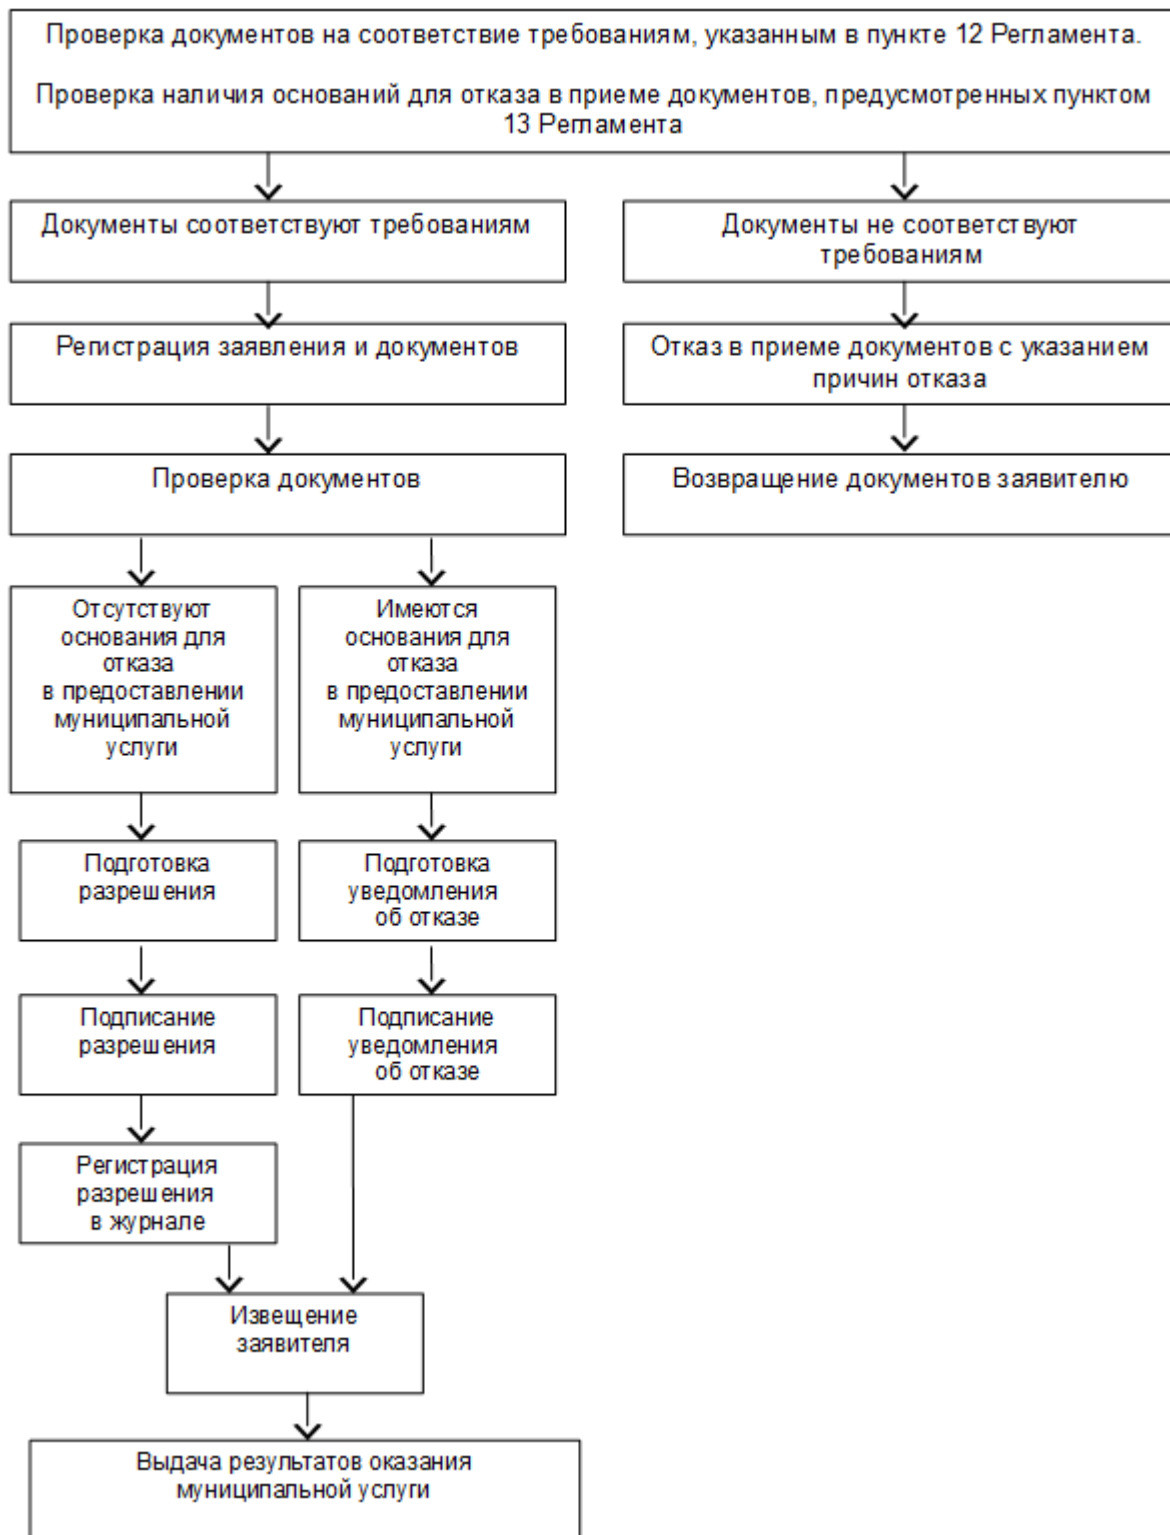 Проверка документов на соответствие требованиям, указанным в пункте 12 Регламента.
Проверка наличия оснований для отказа в приеме документов, предусмотренных пунктом
13 Регламента
Документы соответствуют требованиям
Документы не соответствуют
требованиям
Регистрация заявления и документов
Отказ в приеме документов с указанием
причин отказа
Проверка документов
Возвращение документов заявителю
Отсутствуют
основания для
отказа
в предоставлении
муниципальной
услуги
Имеются
основания для
отказа
в предоставлении
муниципальной
услуги
Подготовка
разрешения
Подготовка
уведомления
об отказе
Подписание
разрешения
Подписание
уведомления
об отказе
Регистрация
разрешения
в журнале
Извещение
заявителя
Выдача результатов оказания
муниципальной услуги